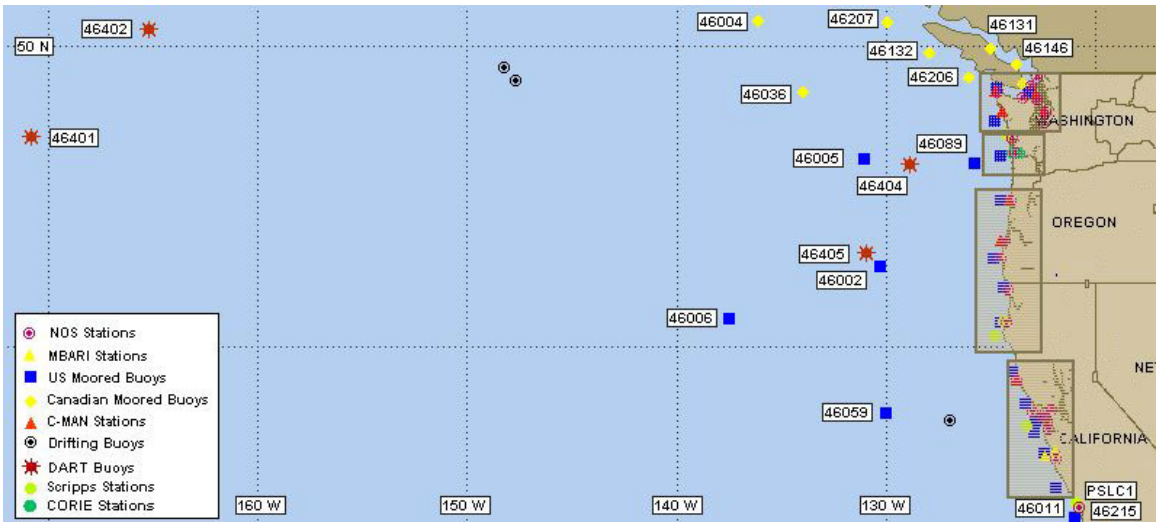 46402
46004
46207
46131
50 N
46132
46146
46206
46036
46401
WASHINGTON
46005
46089
46404
OREGON
46405
46002
46006
NOS Stations
MBARI Stations
US Moored Buoys
NE
Canadian Moored Buoys
46059
C-MAN Stations
Drifting Buoys
CALIFORNIA
DART Buoys
Scripps Stations
PSLC1
CORIE Stations
160 W
150 W
140 W
130 W
46011
46215